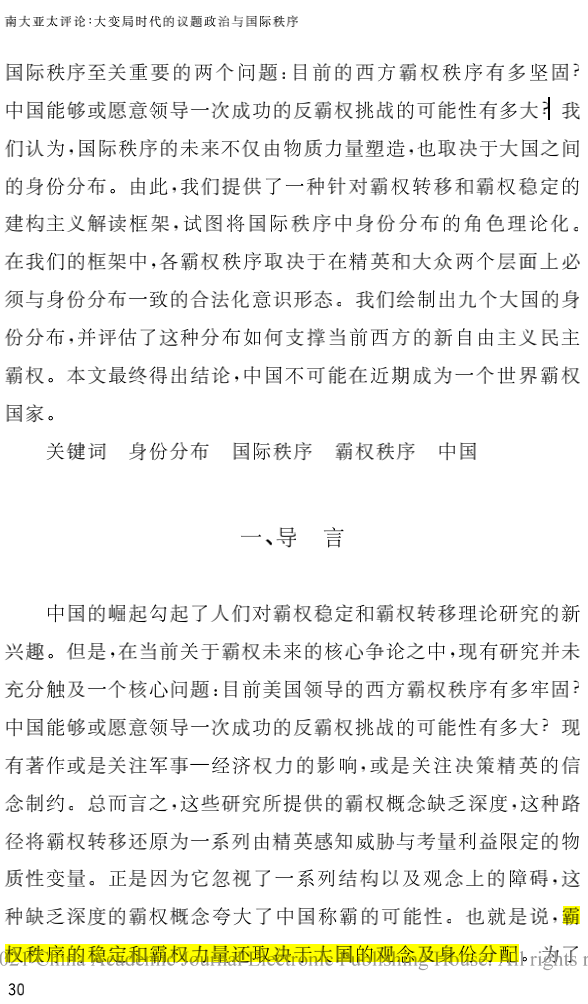 南大亚太评论:大变局时代的议题政治与国际秩序
国际秩序至关重要的两个问题:目前的西方霸权秩序有多坚固?
中国能够或愿意领导一次成功的反霸权挑战的可能性有多大? 我
们认为,国际秩序的未来不仅由物质力量塑造,也取决于大国之间
的身份分布。由此,我们提供了一种针对霸权转移和霸权稳定的
建构主义解读框架,试图将国际秩序中身份分布的角色理论化。
在我们的框架中,各霸权秩序取决于在精英和大众两个层面上必
须与身份分布一致的合法化意识形态。我们绘制出九个大国的身
份分布,并评估了这种分布如何支撑当前西方的新自由主义民主
霸权。本文最终得出结论,中国不可能在近期成为一个世界霸权
国家。
关键词 身份分布 国际秩序 霸权秩序 中国
一、导 言
中国的崛起勾起了人们对霸权稳定和霸权转移理论研究的新
兴趣。但是,在当前关于霸权未来的核心争论之中,现有研究并未
充分触及一个核心问题:目前美国领导的西方霸权秩序有多牢固?
中国能够或愿意领导一次成功的反霸权挑战的可能性有多大? 现
有著作或是关注军事—经济权力的影响,或是关注决策精英的信
念制约。总而言之,这些研究所提供的霸权概念缺乏深度,这种路
径将霸权转移还原为一系列由精英感知威胁与考量利益限定的物
质性变量。正是因为它忽视了一系列结构以及观念上的障碍,这
种缺乏深度的霸权概念夸大了中国称霸的可能性。也就是说,霸
权秩序的稳定和霸权力量还取决于大国的观念及身份分配。为了
China Academic Journal Electronic Publishing House. All rights
30